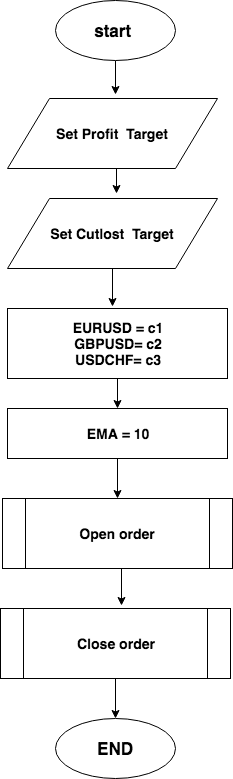 start
Set Profit  Target
Set Cutlost  Target
EURUSD = c1
GBPUSD= c2
USDCHF= c3
EMA = 10
Open order
Close order
END